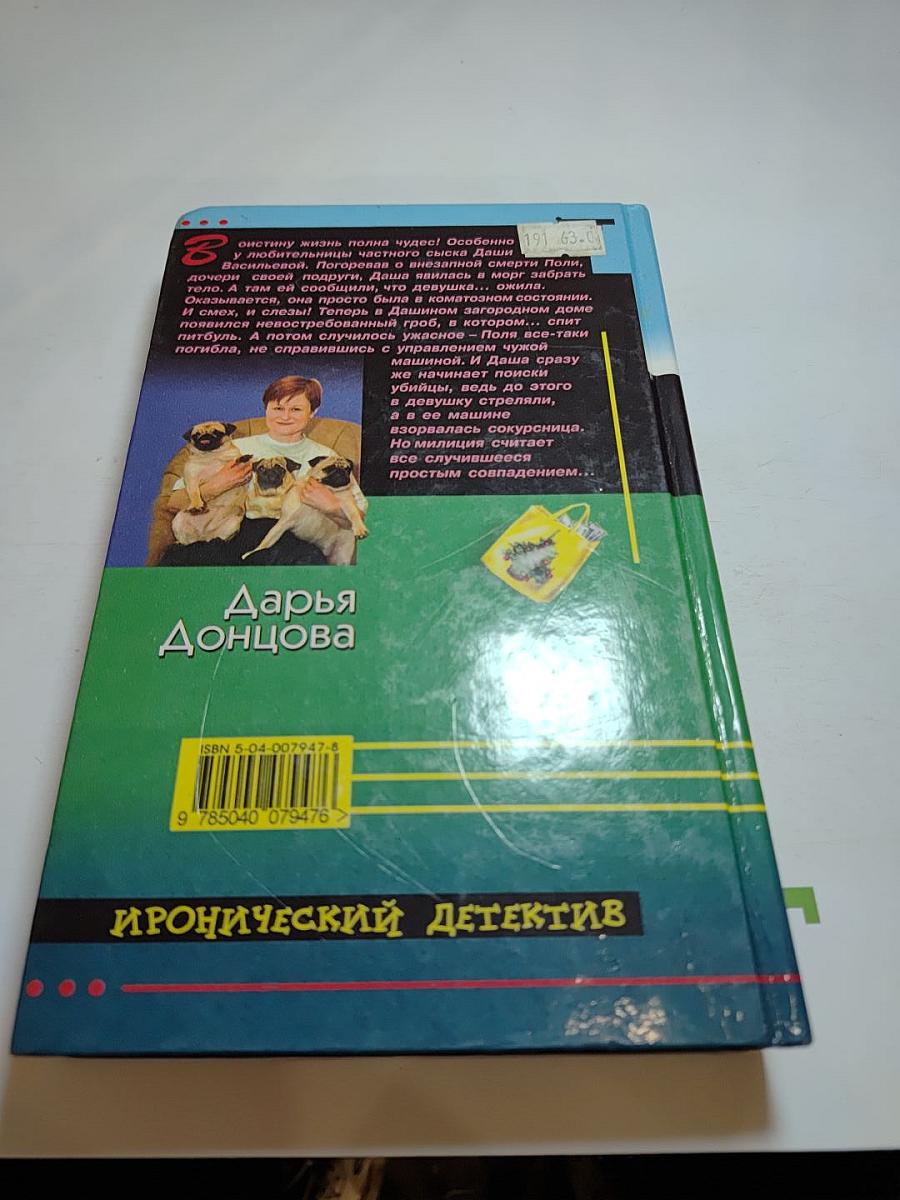 191 63-0
Воистину жизнь полна чудес! Особенно
у любительницы частного сыска Даши
Васильевой. Погоревав о внезапной смерти Поли,
дочери своей подруги, Даша явилась в морг забрать
тело. А там ей сообщили, что девушка... ожила.
Оказывается, она просто была в коматозном состоянии.
И смех, и слезы! Теперь в Дашином загородном доме
появился невостребованный гроб, в котором... спит
питбуль. А потом случилось ужасное – Поля все-таки
погибла, не справившись с управлением чужой
машиной. И Даша сразу
же начинает поиски
убийцы, ведь до этого
в девушку стреляли,
а в ее машине
взорвалась сокурсница.
Но милиция считает
все случившееся
простым совпадением...
Дарья
Донцова
ISBN 5-04-007947-8
9 785040 079476 >
ИРОНИЧЕСКИЙ ДЕТЕКТИВ